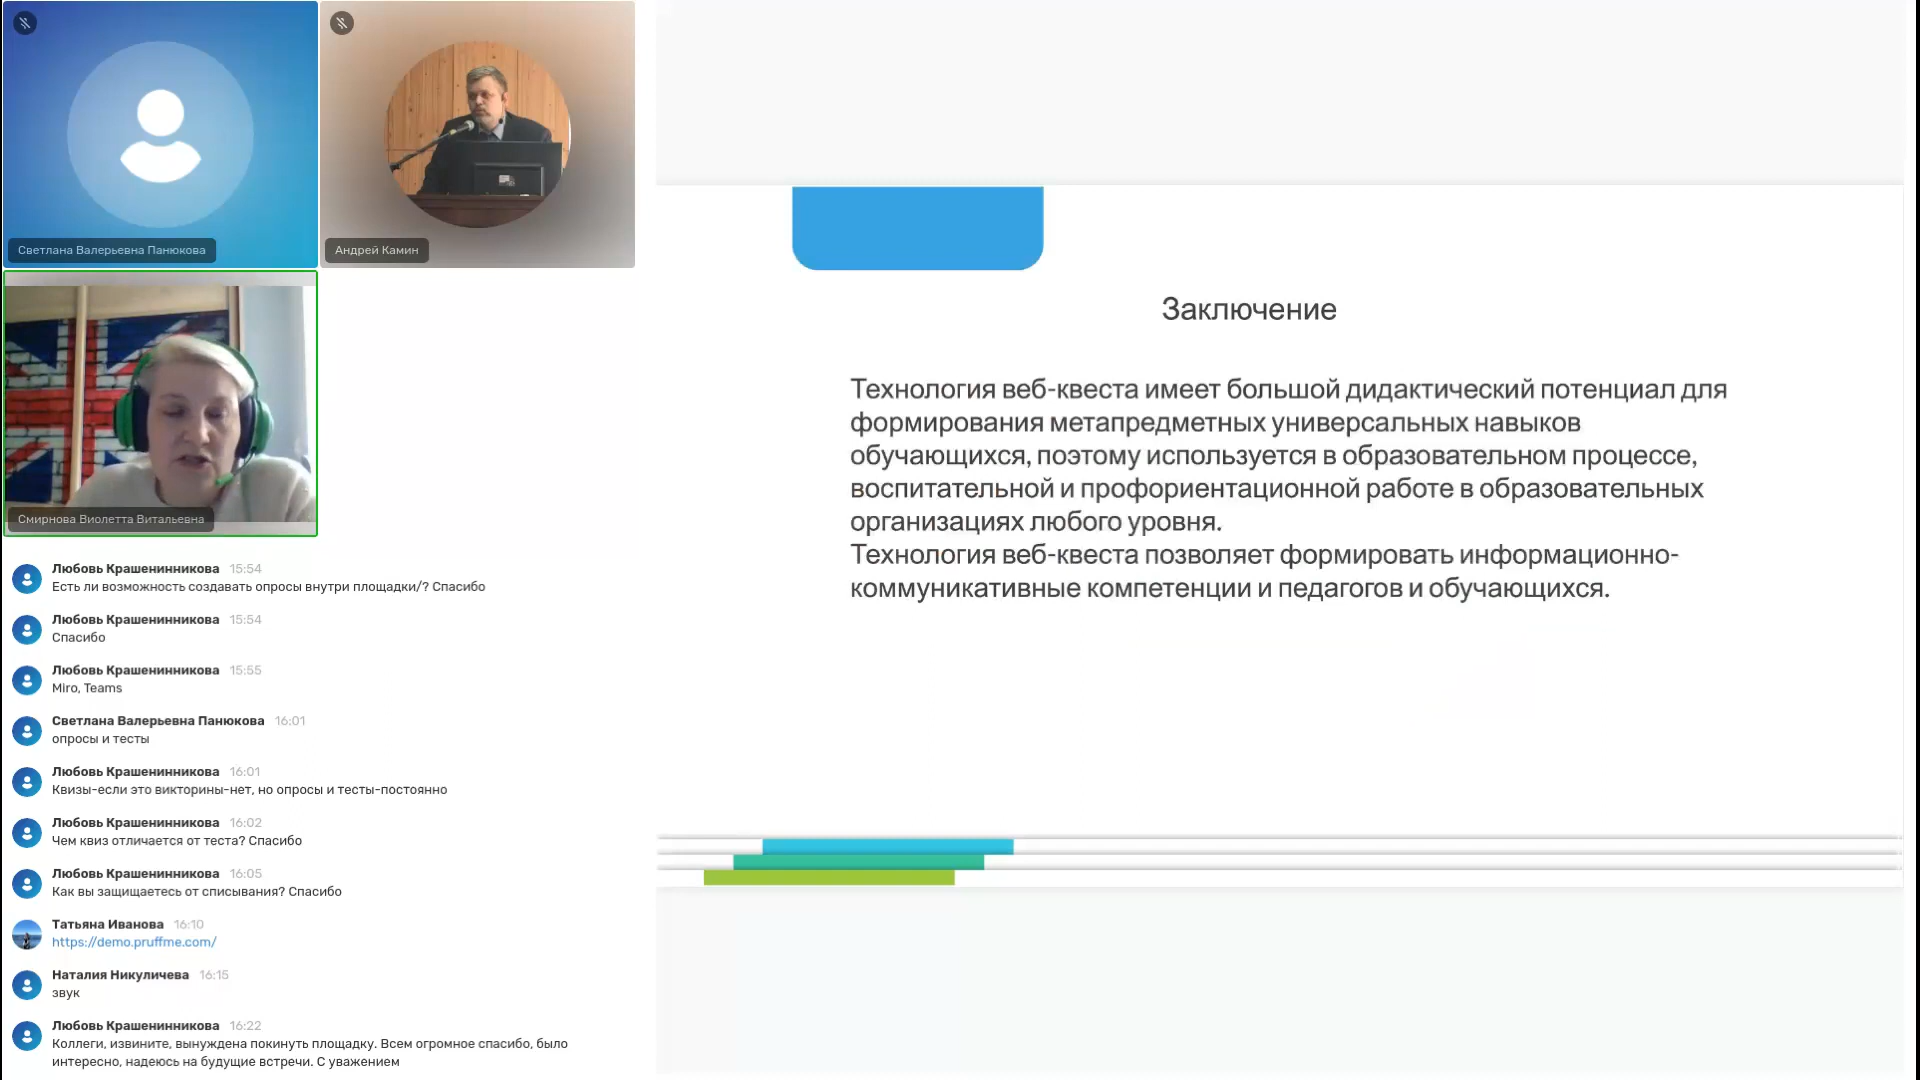 Светлана Валерьевна Панюкова
Андрей Камин
Смирнова Виолетта Витальевна
Любовь Крашенинникова 15:54
Есть ли возможность создавать опросы внутри площадки/? Спасибо
Любовь Крашенинникова 15:54
Спасибо
Любовь Крашенинникова 15:55
Miro, Teams
Светлана Валерьевна Панюкова 16:01
опросы и тесты
Любовь Крашенинникова 16:01
Квизы-если это викторины-нет, но опросы и тесты-постоянно
Любовь Крашенинникова 16:02
Чем квиз отличается от теста? Спасибо
Любовь Крашенинникова 16:05
Как вы защищаетесь от списывания? Спасибо
Татьяна Иванова 16:10
https://demo.pruffme.com/
Наталия Никуличева 16:15
звук
Любовь Крашенинникова 16:22
Коллеги, извините, вынуждена покинуть площадку. Всем огромное спасибо, было
интересно, надеюсь на будущие встречи. С уважением
Заключение
Технология веб-квеста имеет большой дидактический потенциал для
формирования метапредметных универсальных навыков
обучающихся, поэтому используется в образовательном процессе,
воспитательной и профориентационной работе в образовательных
организациях любого уровня.
Технология веб-квеста позволяет формировать информационно-
коммуникативные компетенции и педагогов и обучающихся.